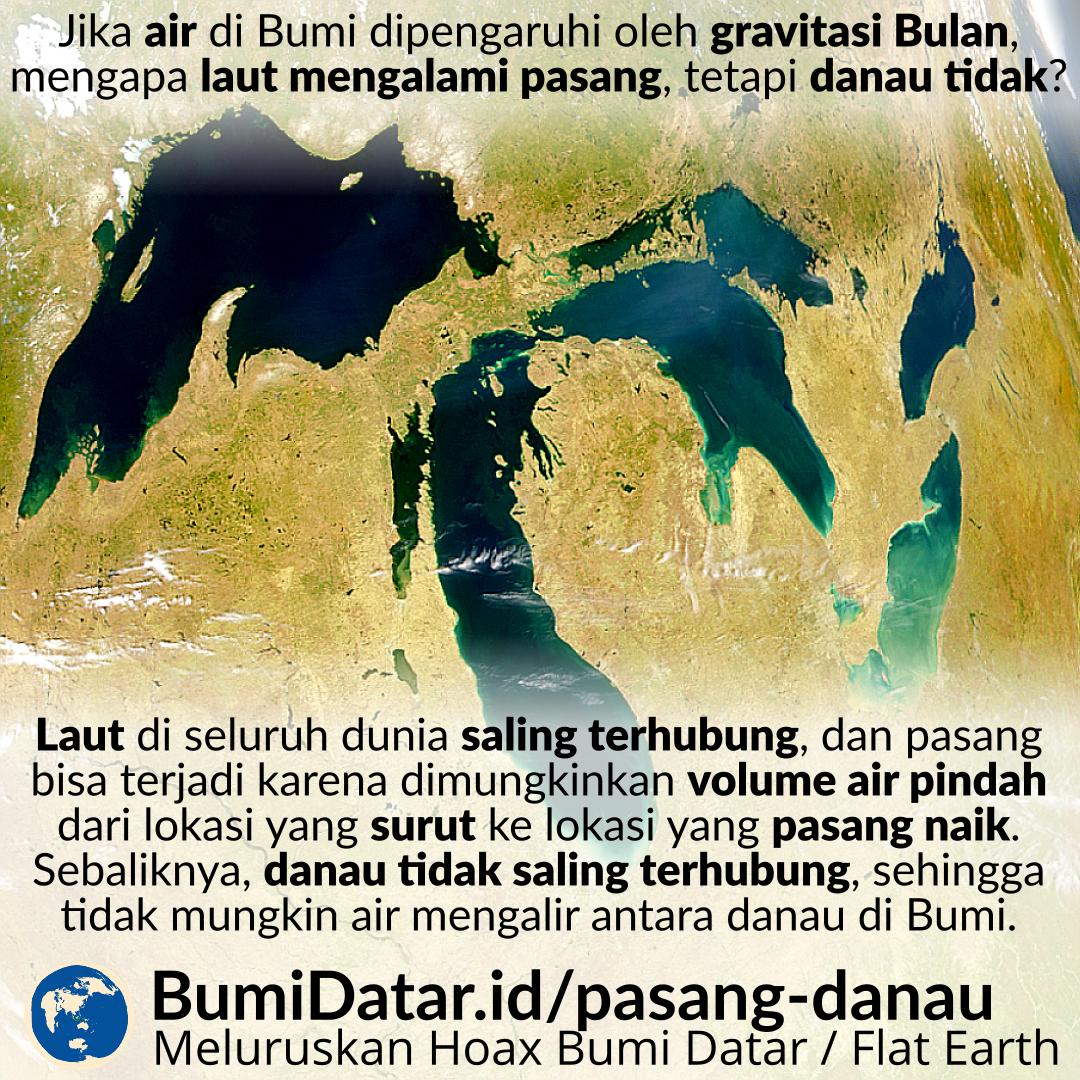 Jika air di Bumi dipengaruhi oleh gravitasi Bulan,
mengapa laut mengalami pasang, tetapi danau tidak?
Laut di seluruh dunia saling terhubung, dan pasang
bisa terjadi karena dimungkinkan volume air pindah
dari lokasi yang surut ke lokasi yang pasang naik.
Sebaliknya, danau tidak saling terhubung, sehingga
tidak mungkin air mengalir antara danau di Bumi.
BumiDatar.id/pasang-danau
Meluruskan Hoax Bumi Datar / Flat Earth